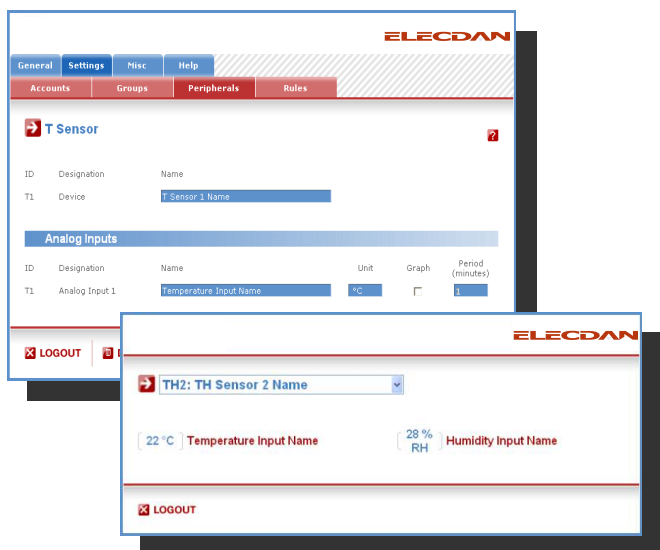 ELECDAN
General Settings Misc Help
Accounts Groups Peripherals Rules
T Sensor
?
ID Designation Name
T1 Device T Sensor 1 Name
Analog Inputs
ID Designation Name Unit Graph Period (minutes)
T1 Analog Input 1 Temperature Input Name °C 1
LOGOUT
ELECDAN
TH2: TH Sensor 2 Name
22 °C Temperature Input Name 28 % RH Humidity Input Name
LOGOUT